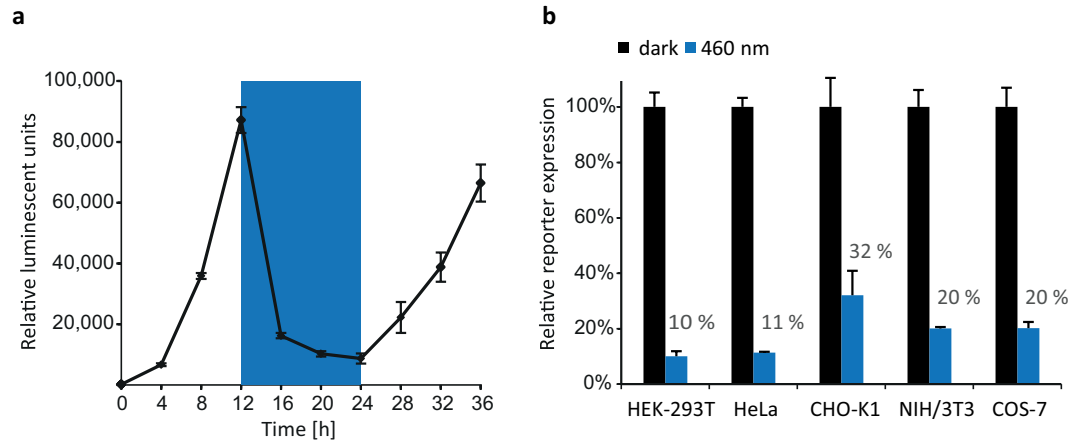 a
Relative luminescent units
100,000
80,000
60,000
40,000
20,000
0 4 8 12 16 20 24 28 32 36
Time [h]
b
dark 460 nm
Relative reporter expression
100%
80%
60%
40%
20%
0%
10 %
11 %
32 %
20 %
20 %
HEK-293T HeLa CHO-K1 NIH/3T3 COS-7